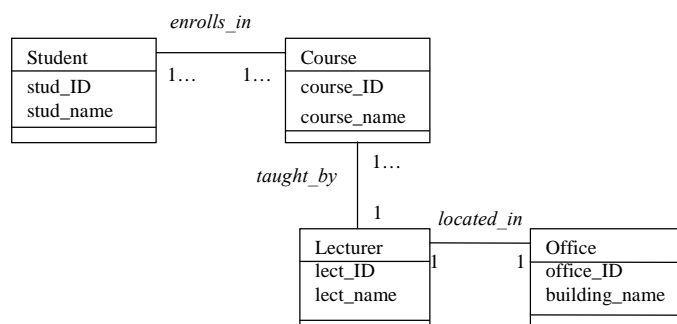 enrolls_in
Student
Course
stud_ID
stud_name
1…
1…
course_ID
course_name
taught_by
1…
1
located_in
Lecturer
Office
lect_ID
lect_name
1
1
office_ID
building_name